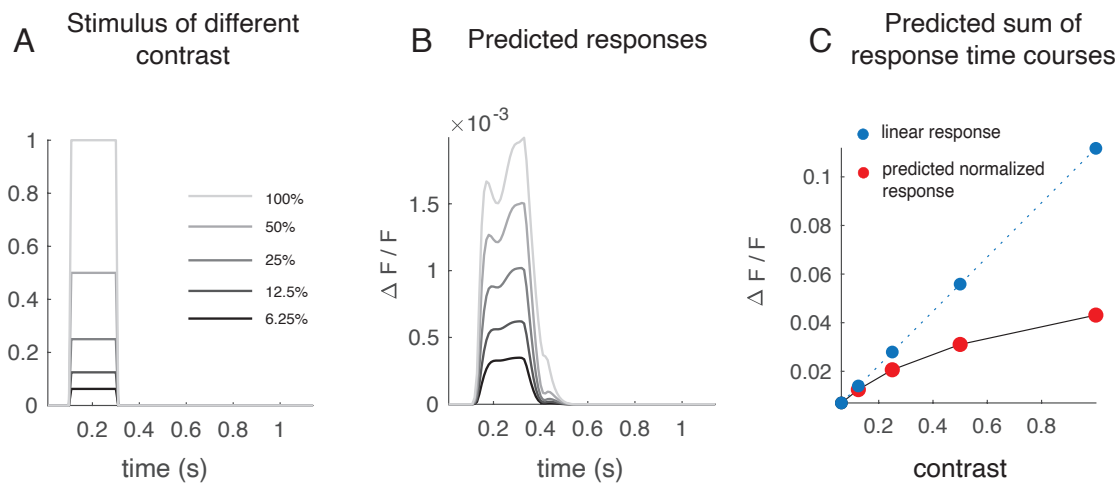 A
Stimulus of different
contrast
1
0.8
0.6
0.4
0.2
0
0.2 0.4 0.6 0.8 1
time (s)
100%
50%
25%
12.5%
6.25%
B
Predicted responses
× 10^-3
1.5
1
0.5
0
Δ F / F
0.2 0.4 0.6 0.8 1
time (s)
C
Predicted sum of
response time courses
linear response
predicted normalized
response
0.1
0.08
0.06
0.04
0.02
Δ F / F
0.2 0.4 0.6 0.8
contrast